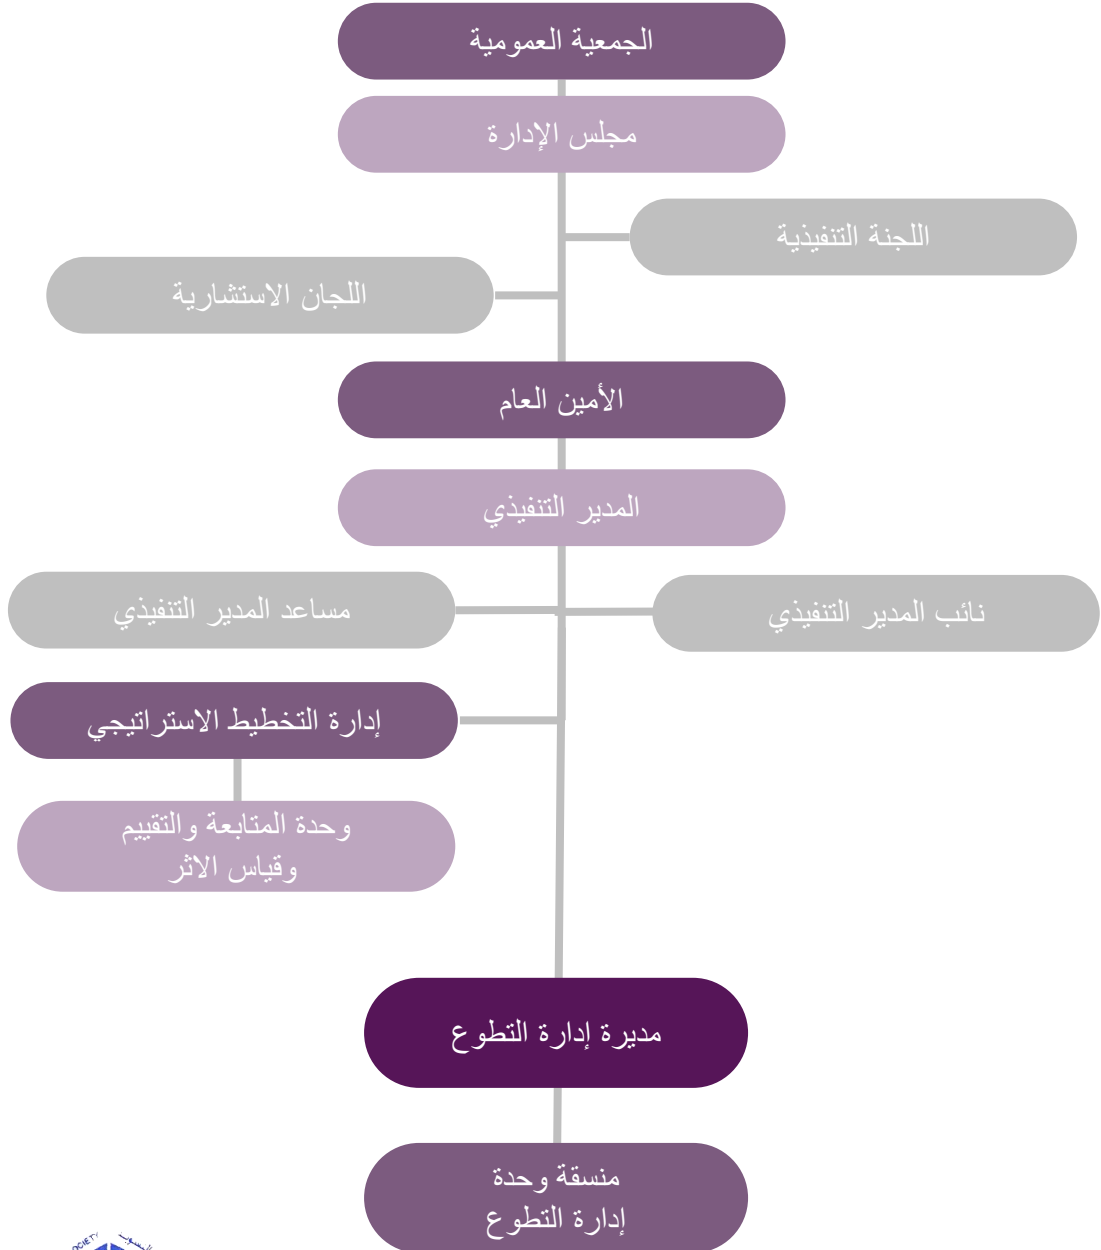 الجمعية العمومية
مجلس الإدارة
اللجنة التنفيذية
اللجان الاستشارية
الأمين العام
المدير التنفيذي
نائب المدير التنفيذي
مساعد المدير التنفيذي
إدارة التخطيط الاستراتيجي
وحدة المتابعة والتقييم
وقياس الاثر
مديرة إدارة التطوع
منسقة وحدة
إدارة التطوع